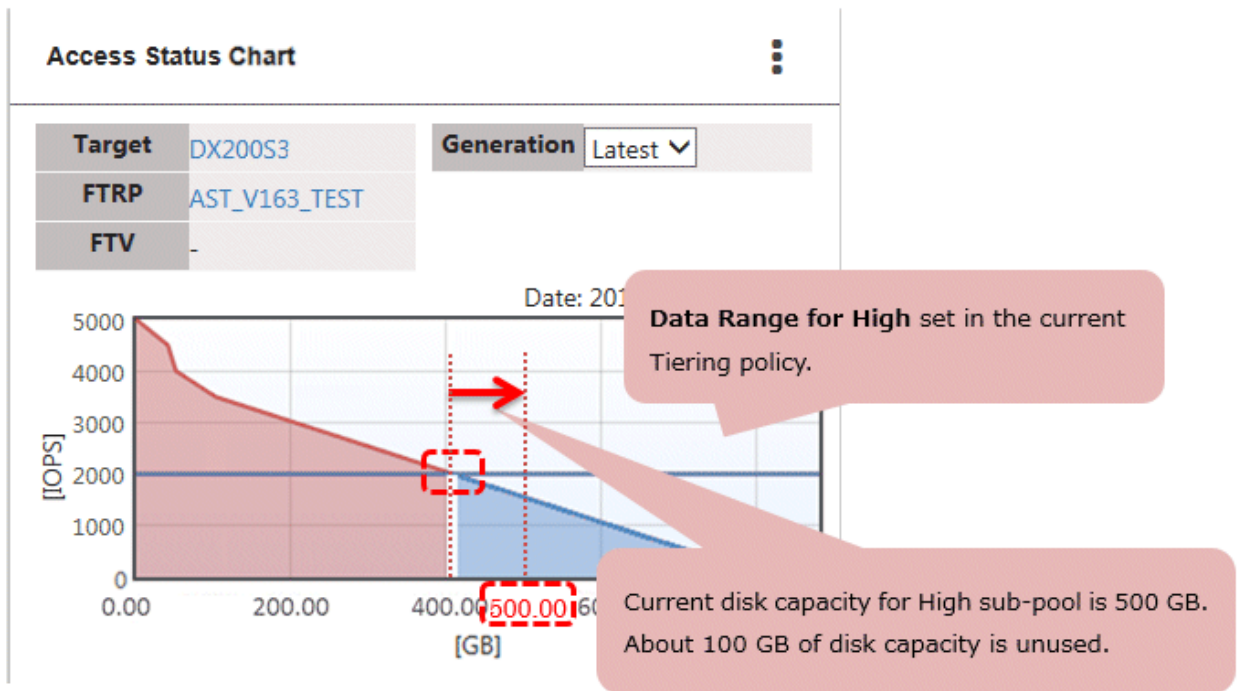 Access Status Chart
Target DX200S3 Generation Latest
FTRP AST_V163_TEST
FTV -
Date: 201
Data Range for High set in the current
Tiering policy.
5000
4000
3000
2000
1000
0
[IOPS]
0.00 200.00 400.00 500.00 60
[GB]
Current disk capacity for High sub-pool is 500 GB.
About 100 GB of disk capacity is unused.